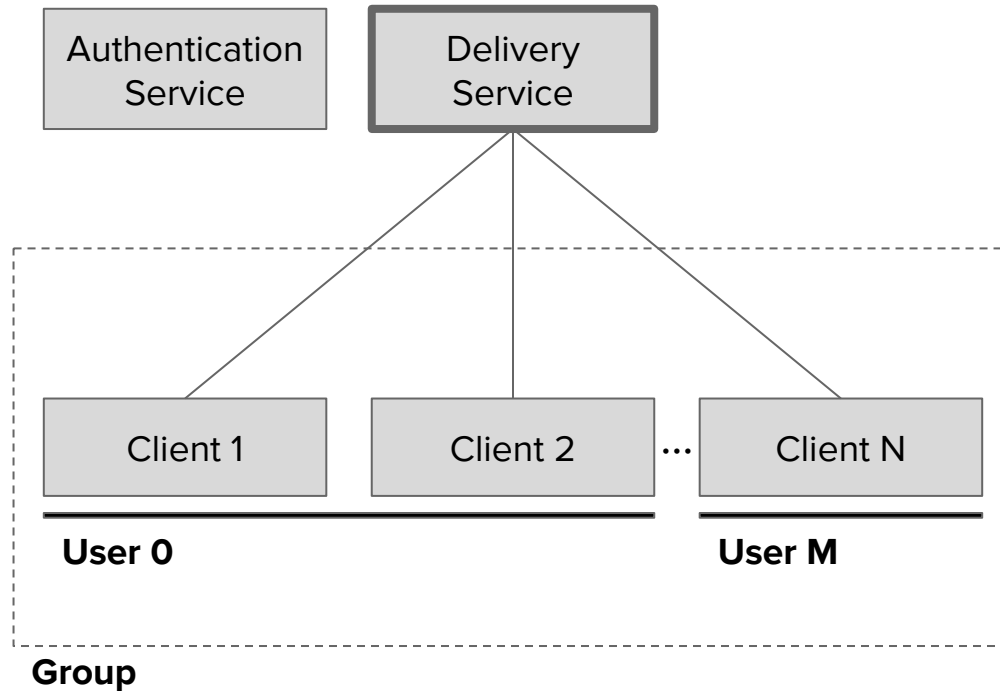 Authentication
Service
Delivery
Service
Client 1
Client 2
...
Client N
User 0
User M
Group